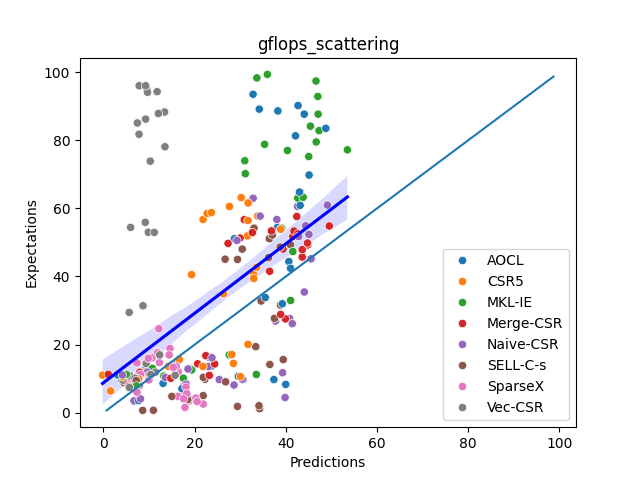 gflops_scattering
100
80
60
40
20
0
Expectations
0 20 40 60 80 100
Predictions
AOCL
CSR5
MKL-IE
Merge-CSR
Naive-CSR
SELL-C-s
SparseX
Vec-CSR